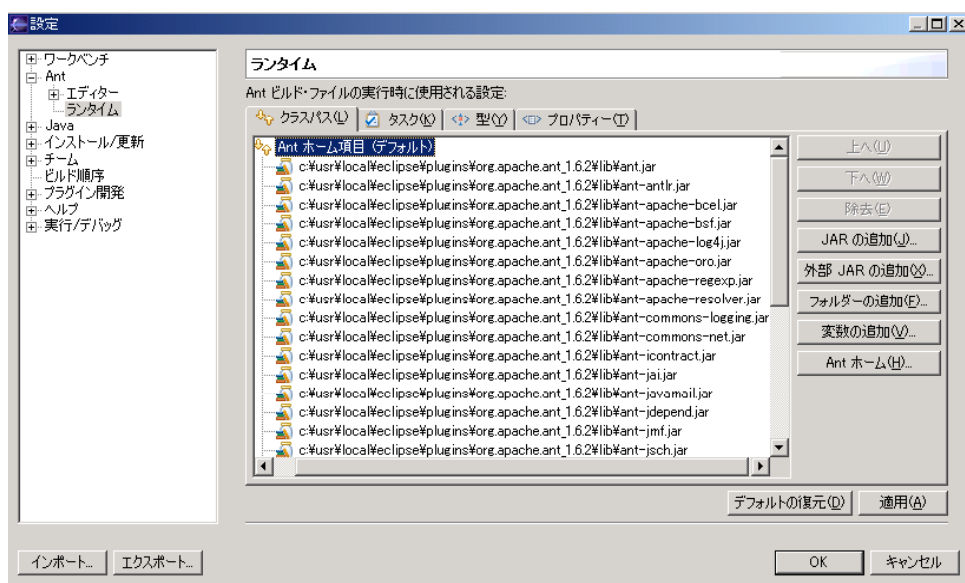 設定
ワークベンチ
Ant
エディター
ランタイム
Java
インストール/更新
チーム
ビルド順序
プラグイン開発
ヘルプ
実行/デバッグ
ランタイム
Ant ビルド・ファイルの実行時に使用される設定:
クラスパス(L) タスク(K) 型(Y) プロパティー(T)
Ant ホーム項目 (デフォルト)
c:¥usr¥local¥eclipse¥plugins¥org.apache.ant_1.6.2¥lib¥ant.jar
c:¥usr¥local¥eclipse¥plugins¥org.apache.ant_1.6.2¥lib¥ant-antlr.jar
c:¥usr¥local¥eclipse¥plugins¥org.apache.ant_1.6.2¥lib¥ant-apache-bcel.jar
c:¥usr¥local¥eclipse¥plugins¥org.apache.ant_1.6.2¥lib¥ant-apache-bsf.jar
c:¥usr¥local¥eclipse¥plugins¥org.apache.ant_1.6.2¥lib¥ant-apache-log4j.jar
c:¥usr¥local¥eclipse¥plugins¥org.apache.ant_1.6.2¥lib¥ant-apache-oro.jar
c:¥usr¥local¥eclipse¥plugins¥org.apache.ant_1.6.2¥lib¥ant-apache-regexp.jar
c:¥usr¥local¥eclipse¥plugins¥org.apache.ant_1.6.2¥lib¥ant-apache-resolver.jar
c:¥usr¥local¥eclipse¥plugins¥org.apache.ant_1.6.2¥lib¥ant-commons-logging.jar
c:¥usr¥local¥eclipse¥plugins¥org.apache.ant_1.6.2¥lib¥ant-commons-net.jar
c:¥usr¥local¥eclipse¥plugins¥org.apache.ant_1.6.2¥lib¥ant-icontract.jar
c:¥usr¥local¥eclipse¥plugins¥org.apache.ant_1.6.2¥lib¥ant-jai.jar
c:¥usr¥local¥eclipse¥plugins¥org.apache.ant_1.6.2¥lib¥ant-javamail.jar
c:¥usr¥local¥eclipse¥plugins¥org.apache.ant_1.6.2¥lib¥ant-jdepend.jar
c:¥usr¥local¥eclipse¥plugins¥org.apache.ant_1.6.2¥lib¥ant-jmf.jar
c:¥usr¥local¥eclipse¥plugins¥org.apache.ant_1.6.2¥lib¥ant-jsch.jar
上へ(U)
下へ(W)
除去(E)
JAR の追加(J)...
外部 JAR の追加(X)...
フォルダーの追加(F)...
変数の追加(V)...
Ant ホーム(H)...
デフォルトの復元(D) 適用(A)
インポート... エクスポート... OK キャンセル